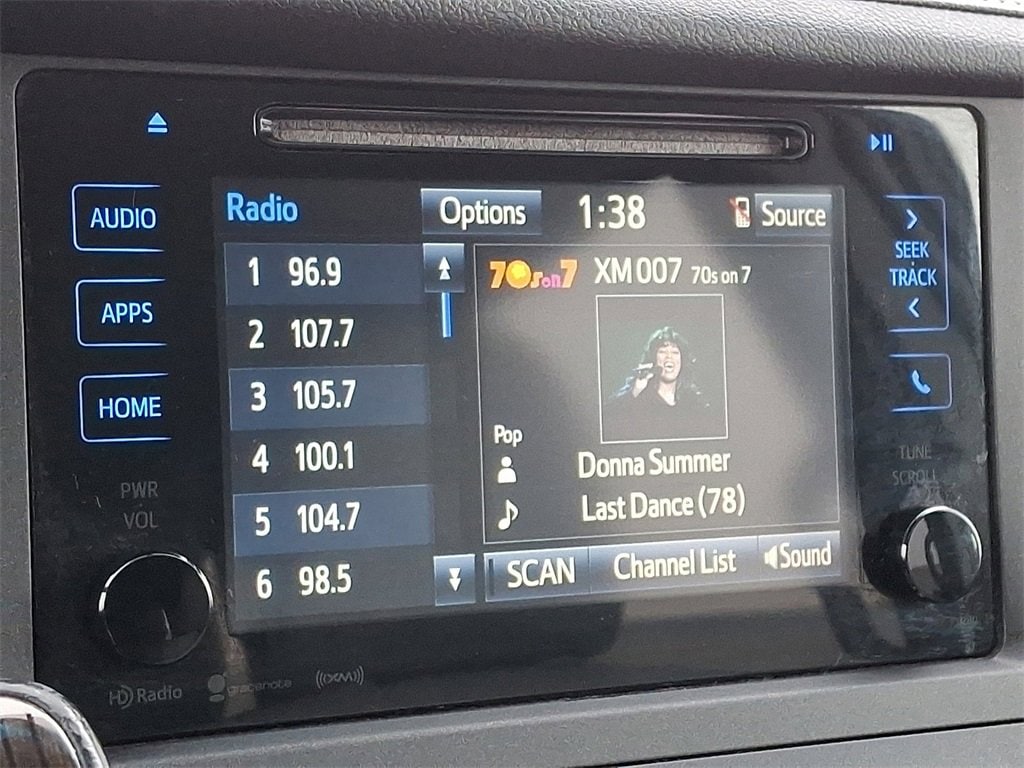 AUDIO
APPS
HOME
PWR
VOL
Radio
Options
1:38
Source
1 96.9
2 107.7
3 105.7
4 100.1
5 104.7
6 98.5
70s on 7
XM007 70s on 7
Pop
Donna Summer
Last Dance (78)
SCAN
Channel List
Sound
SEEK
TRACK
TUNE
SCROLL
HD Radio
gracenote
((XM))